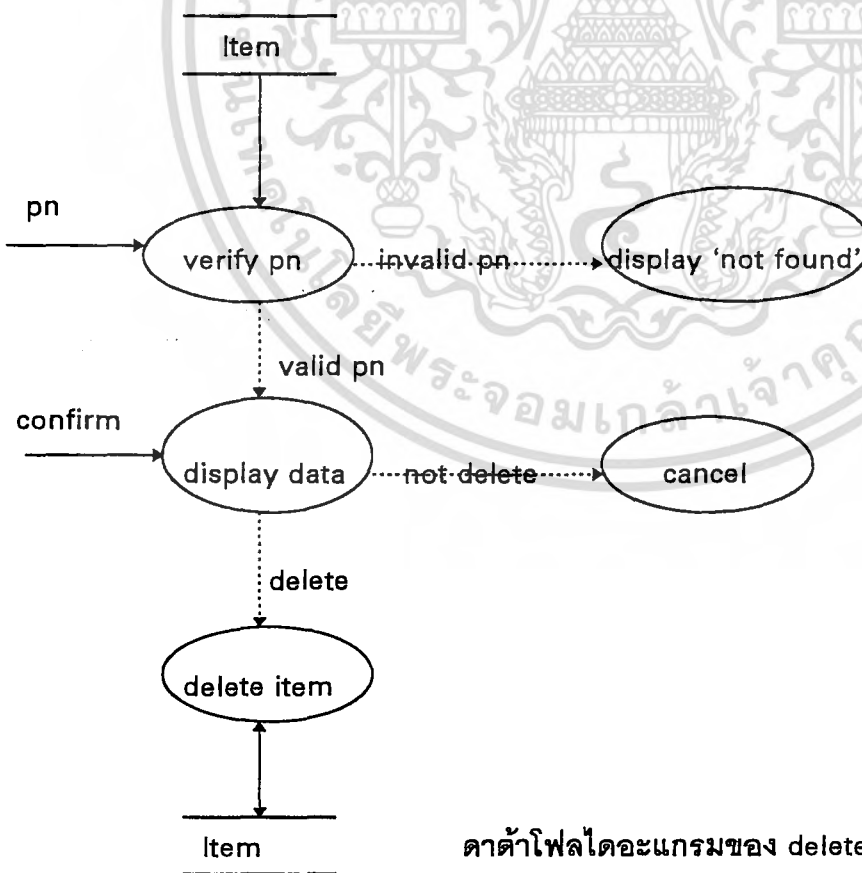 Item
pn
verify pn
invalid pn
display 'not found'
valid pn
confirm
display data
not delete
cancel
delete
delete item
Item
ดาต้าโฟลไดอะแกรมของ delete